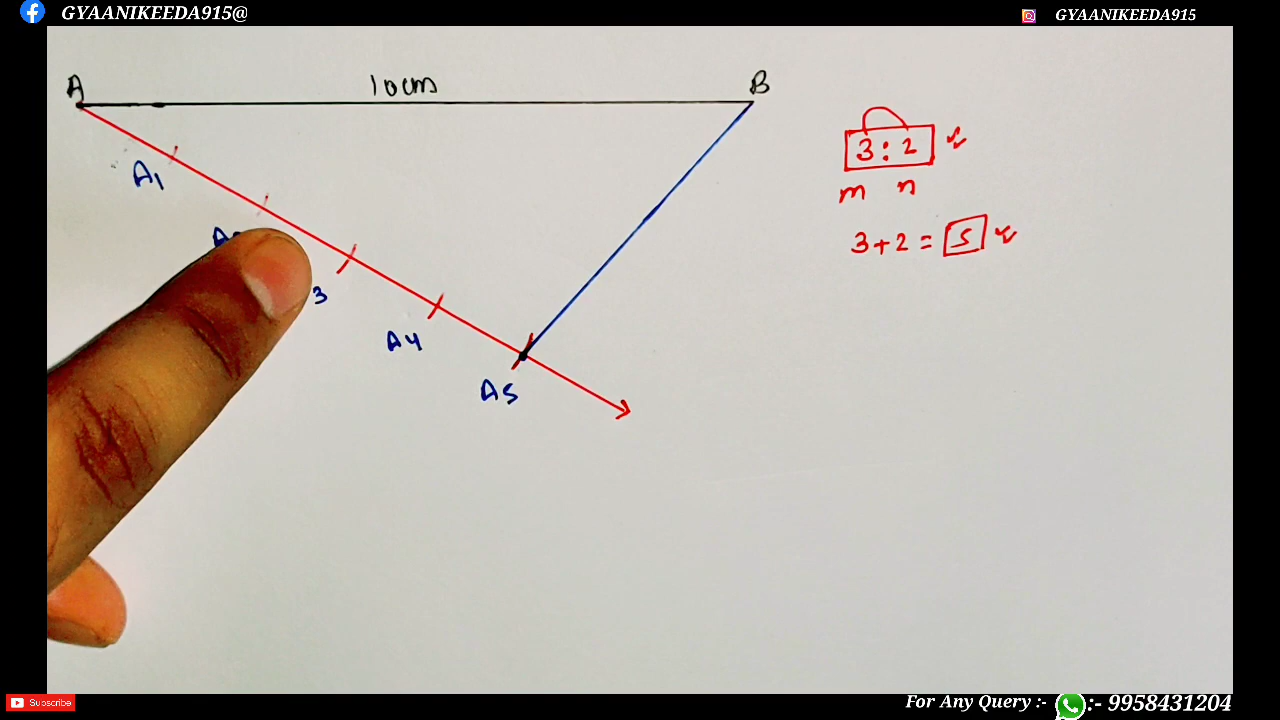 GYAANIKEEDA915@
GYAANIKEEDA915
A 10cm B
3 : 2
m n
3+2 = 5
A1
3
A4
A5
Subscribe
For Any Query :- :- 9958431204